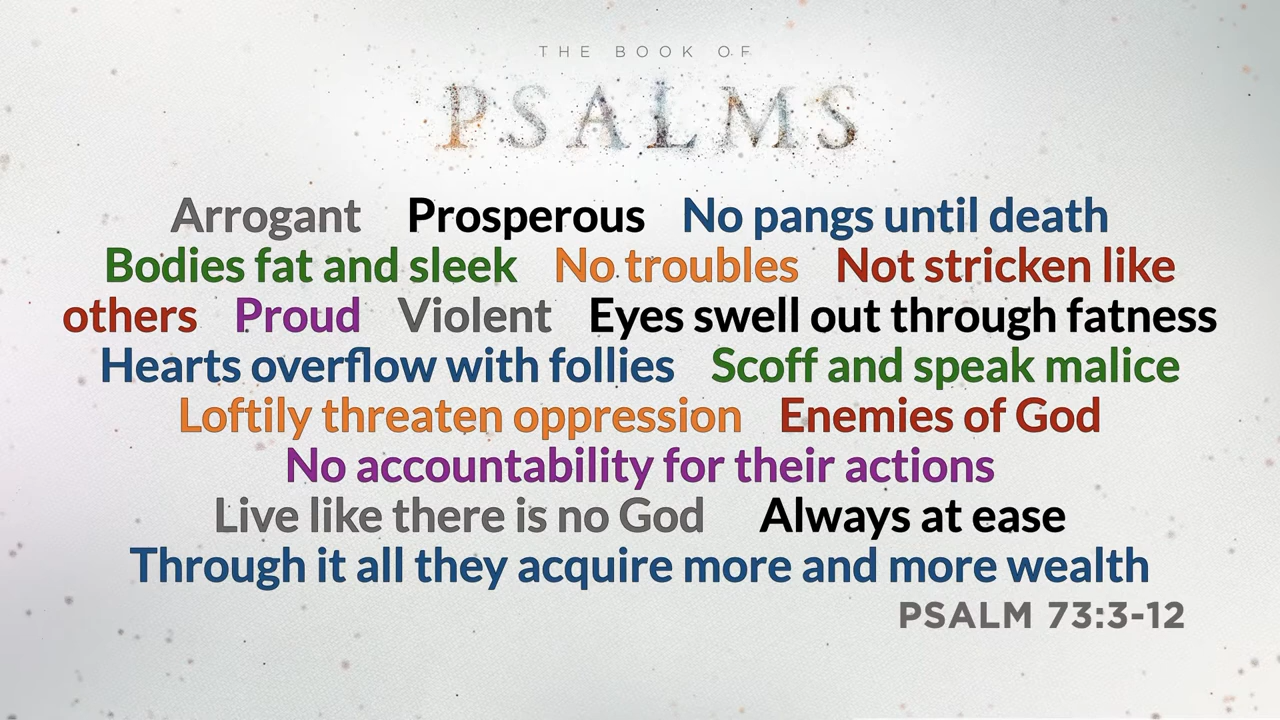 THE BOOK OF
PSALMS
Arrogant Prosperous No pangs until death
Bodies fat and sleek No troubles Not stricken like
others Proud Violent Eyes swell out through fatness
Hearts overflow with follies Scoff and speak malice
Loftily threaten oppression Enemies of God
No accountability for their actions
Live like there is no God Always at ease
Through it all they acquire more and more wealth
PSALM 73:3-12